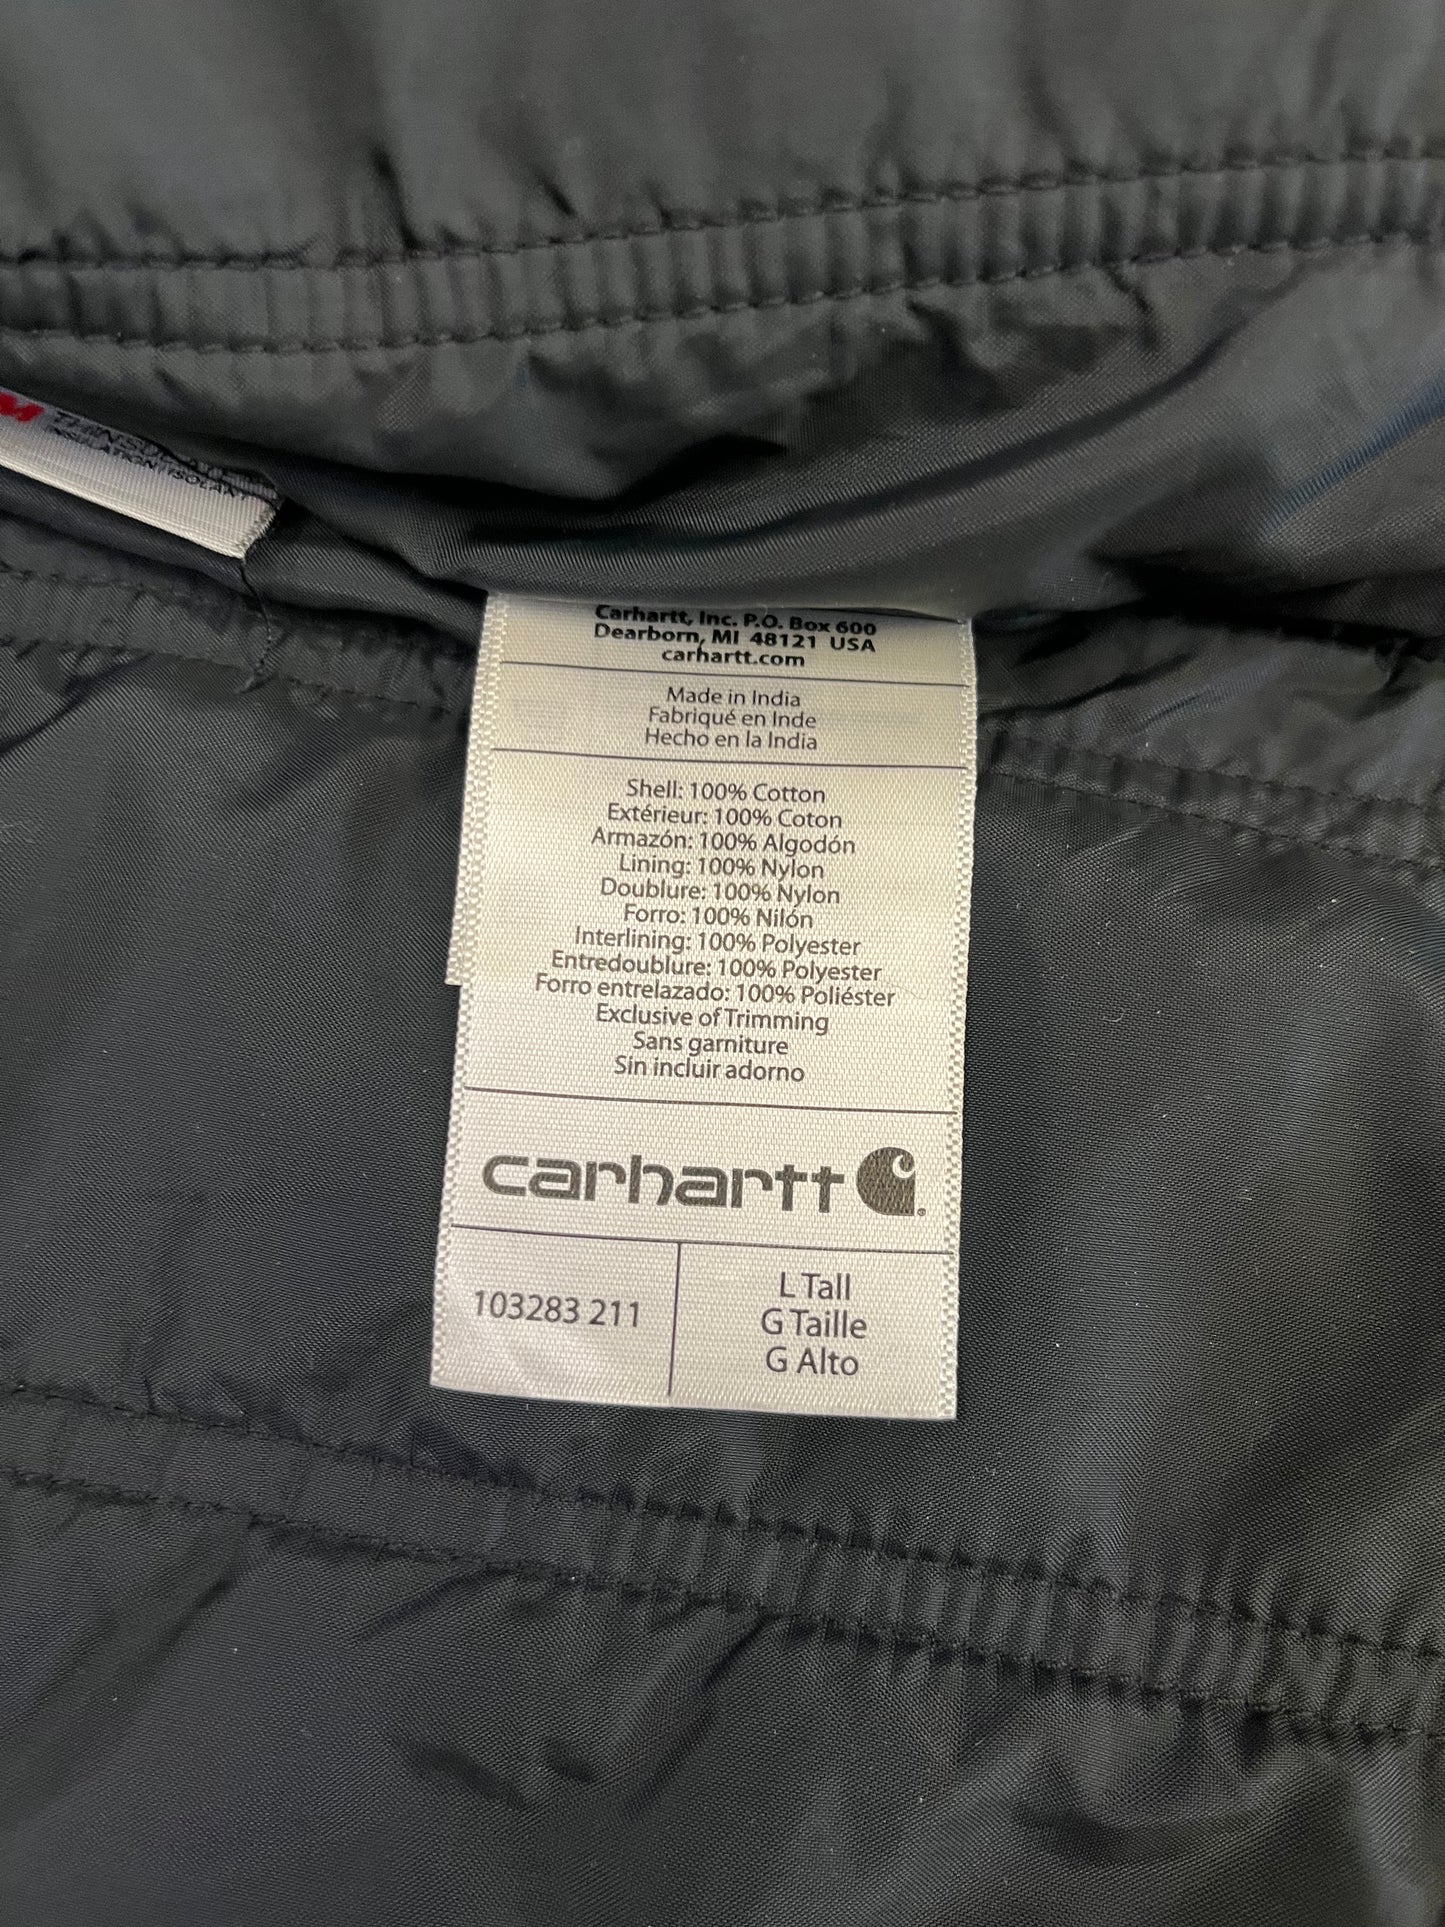 M THINSULATE
INSULATION ISOLANT
Carhartt, Inc. P.O. Box 600
Dearborn, MI 48121 USA
carhartt.com
Made in India
Fabriqué en Inde
Hecho en la India
Shell: 100% Cotton
Extérieur: 100% Coton
Armazón: 100% Algodón
Lining: 100% Nylon
Doublure: 100% Nylon
Forro: 100% Nilón
Interlining: 100% Polyester
Entredoublure: 100% Polyester
Forro entrelazado: 100% Poliéster
Exclusive of Trimming
Sans garniture
Sin incluir adorno
carhartt
103283 211
L Tall
G Taille
G Alto